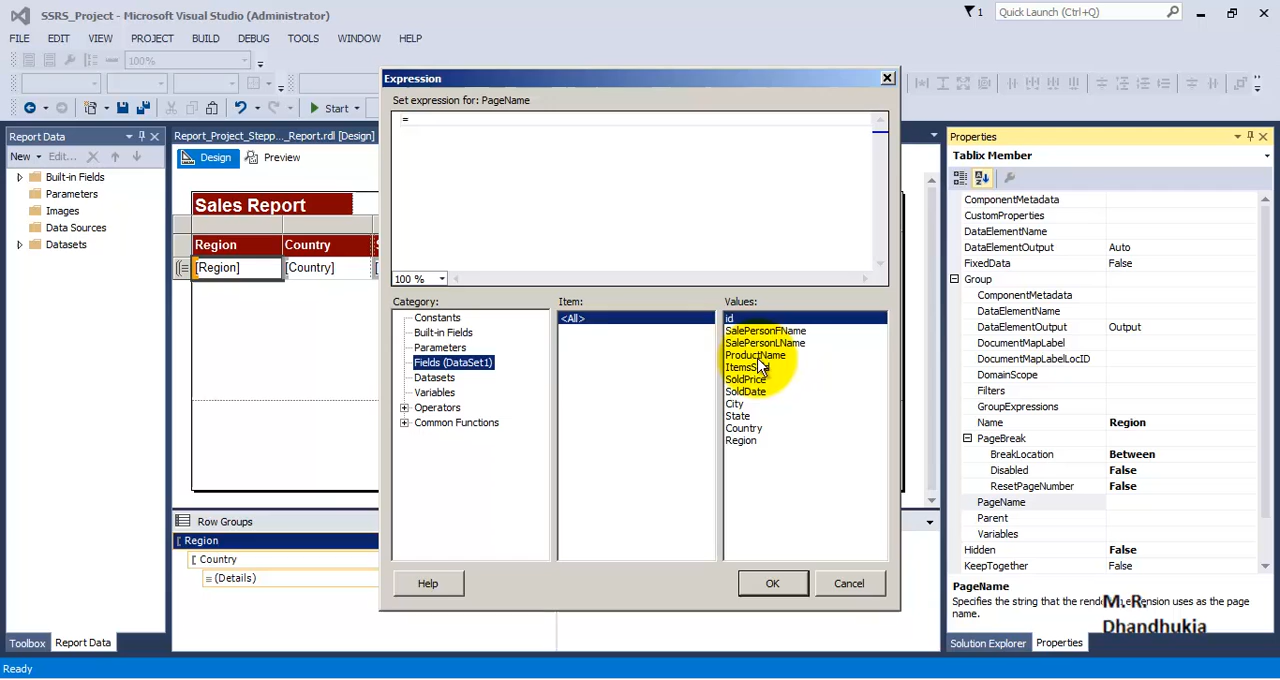 SSRS_Project - Microsoft Visual Studio (Administrator)
1
Quick Launch (Ctrl+Q)
FILE EDIT VIEW PROJECT BUILD DEBUG TOOLS WINDOW HELP
100%
Start
Report Data
New Edit...
Built-in Fields
Parameters
Images
Data Sources
Datasets
Toolbox Report Data
Report_Project_Stepp..._Report.rdl [Design]
Design Preview
Sales Report
Region Country
[Region] [Country]
Row Groups
Region
Country
(Details)
Expression
Set expression for: PageName
=
100 %
Category:
Constants
Built-in Fields
Parameters
Fields (DataSet1)
Datasets
Variables
Operators
Common Functions
Item:
<All>
Values:
id
SalePersonFName
SalePersonLName
ProductName
SoldPrice
SoldDate
City
State
Country
Region
Help OK Cancel
Properties
Tablix Member
ComponentMetadata
CustomProperties
DataElementName
DataElementOutput Auto
FixedData False
Group
ComponentMetadata
DataElementName
DataElementOutput Output
DocumentMapLabel
DocumentMapLabelLocID
DomainScope
Filters
GroupExpressions
Name Region
PageBreak
BreakLocation Between
Disabled False
ResetPageNumber False
PageName
Parent
Variables
Hidden False
KeepTogether False
PageName
Specifies the string that the extension uses as the page
name.
M. R.
Dhandhukia
Solution Explorer Properties
Ready